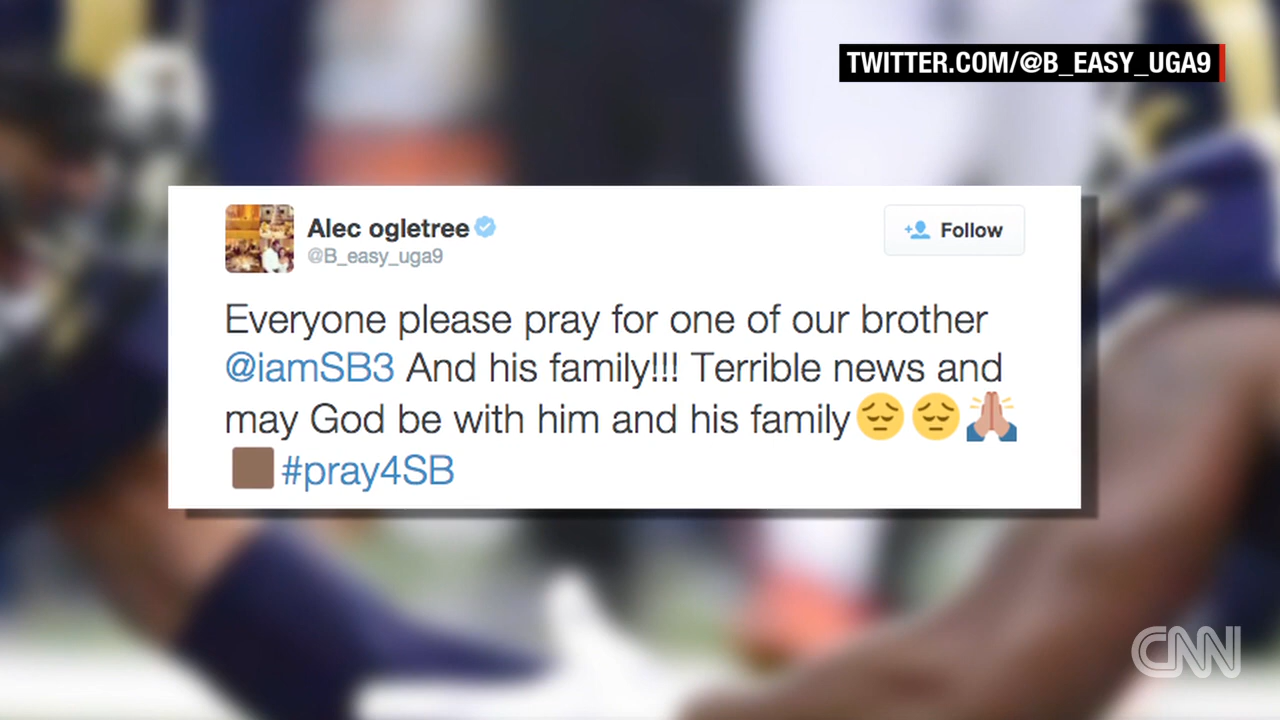 TWITTER.COM/@B_EASY_UGA9
Alec ogletree
@B_easy_uga9
Follow
Everyone please pray for one of our brother
@iamSB3 And his family!!! Terrible news and
may God be with him and his family😔😔🙏
🏾#pray4SB
CNN